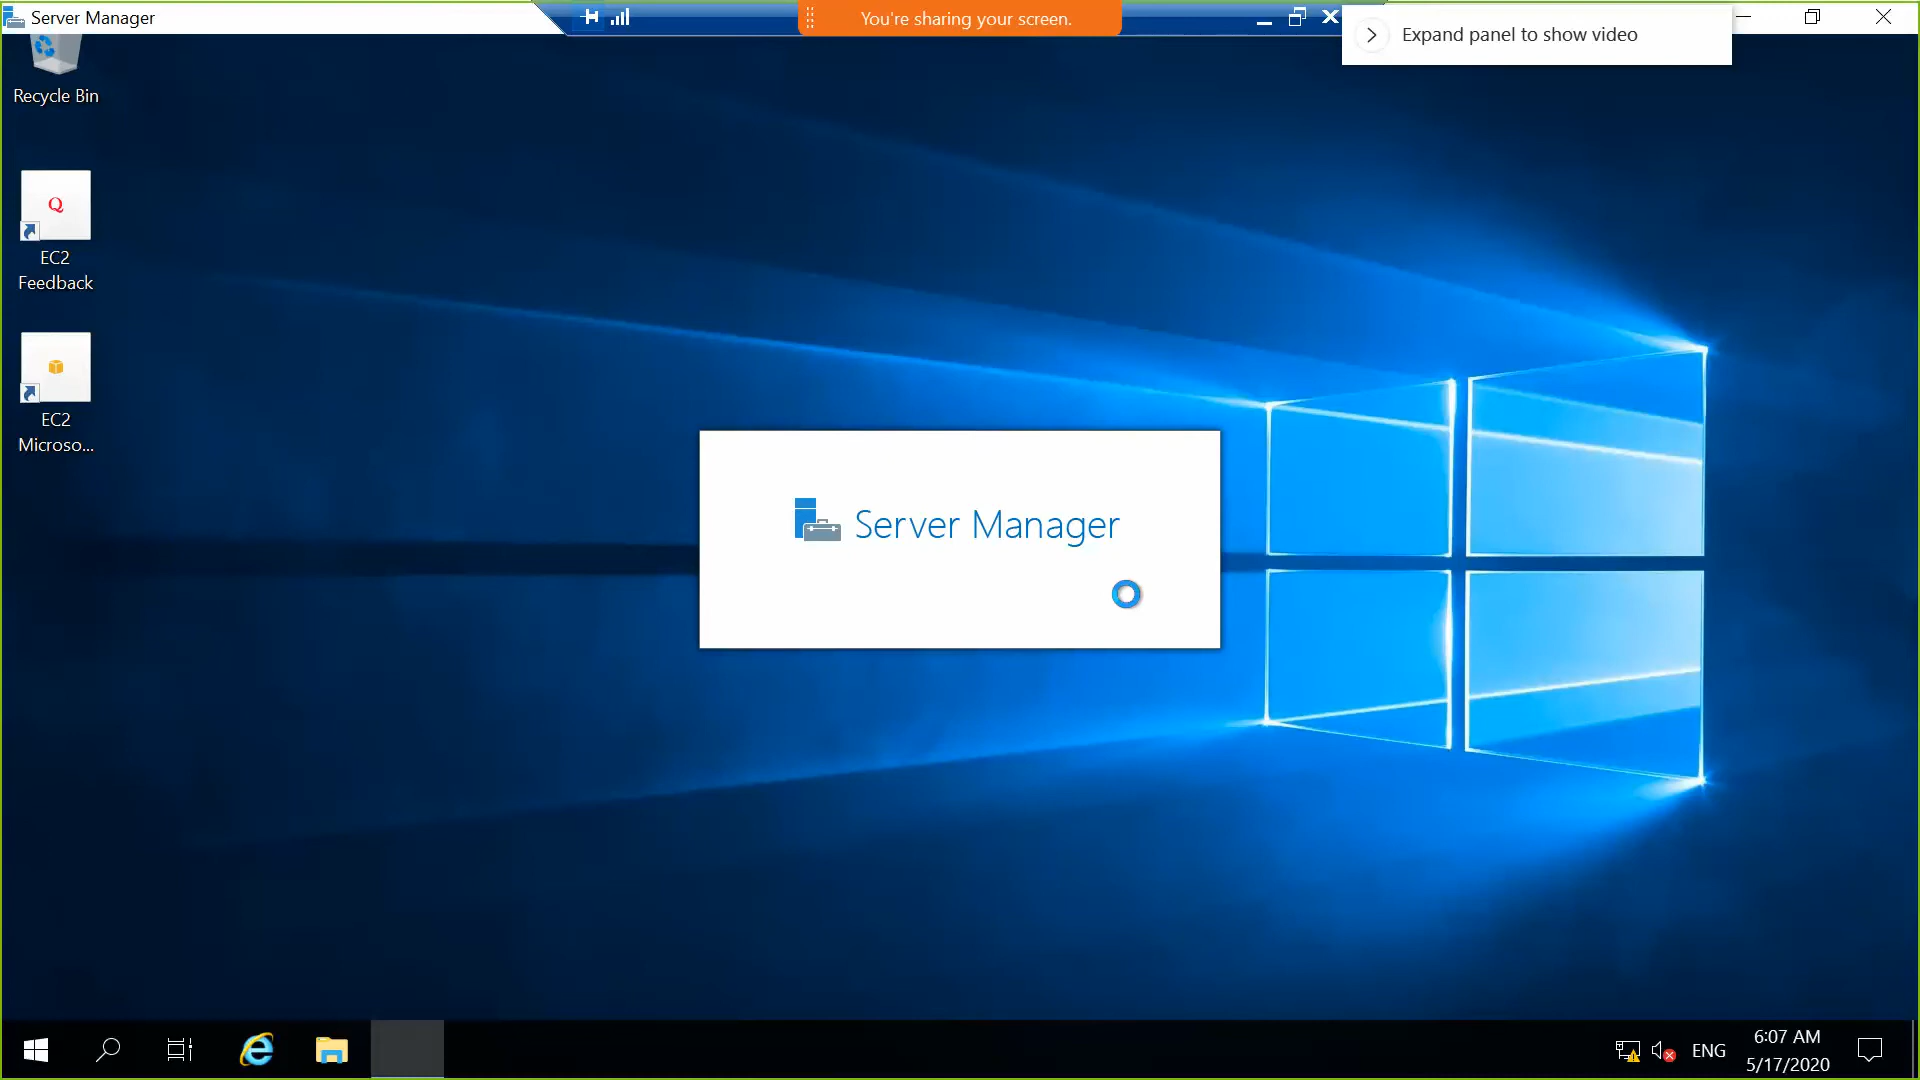 Server Manager
You're sharing your screen.
Expand panel to show video
Recycle Bin
Q
EC2
Feedback
EC2
Microso...
Server Manager
ENG
6:07 AM
5/17/2020